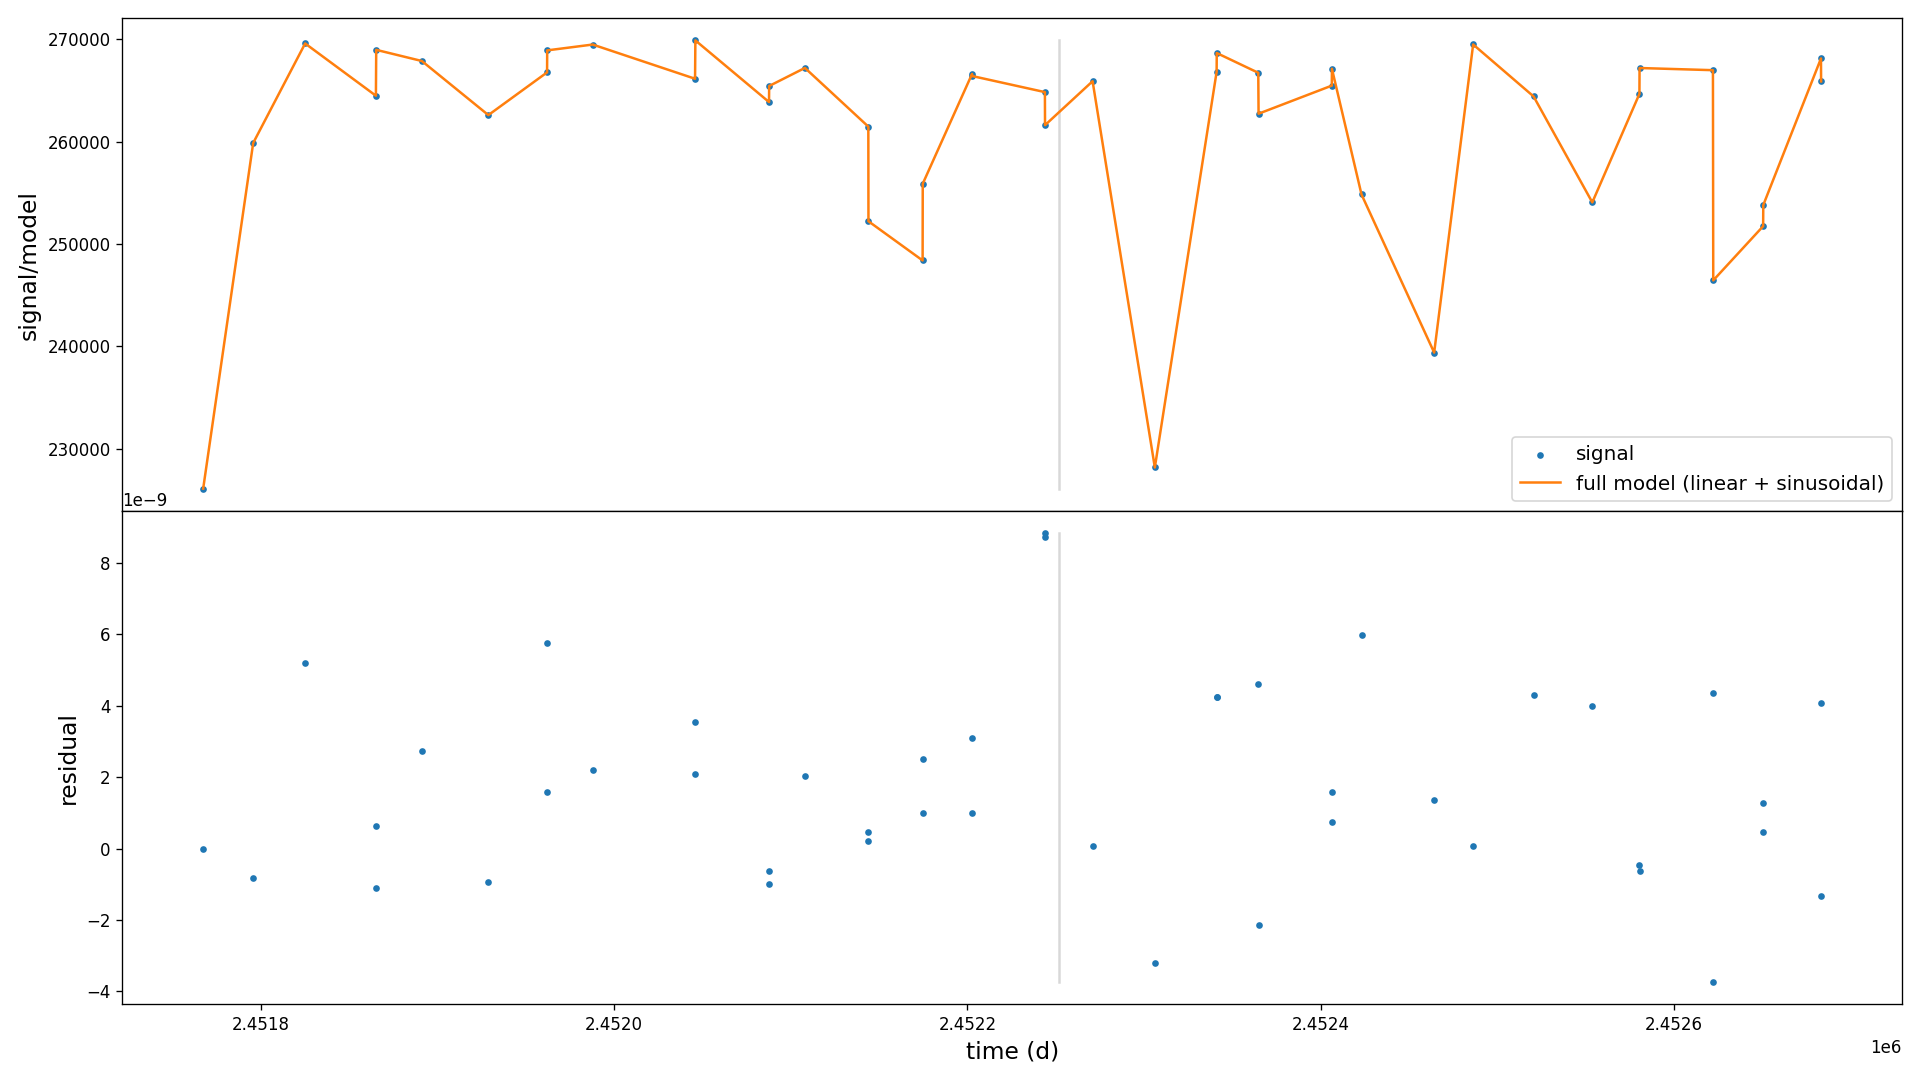 270000
260000
250000
240000
230000
signal/model
signal
full model (linear + sinusoidal)
1e−9
8
6
4
2
0
−2
−4
residual
2.4518
2.4520
2.4522
2.4524
2.4526
time (d)
1e6